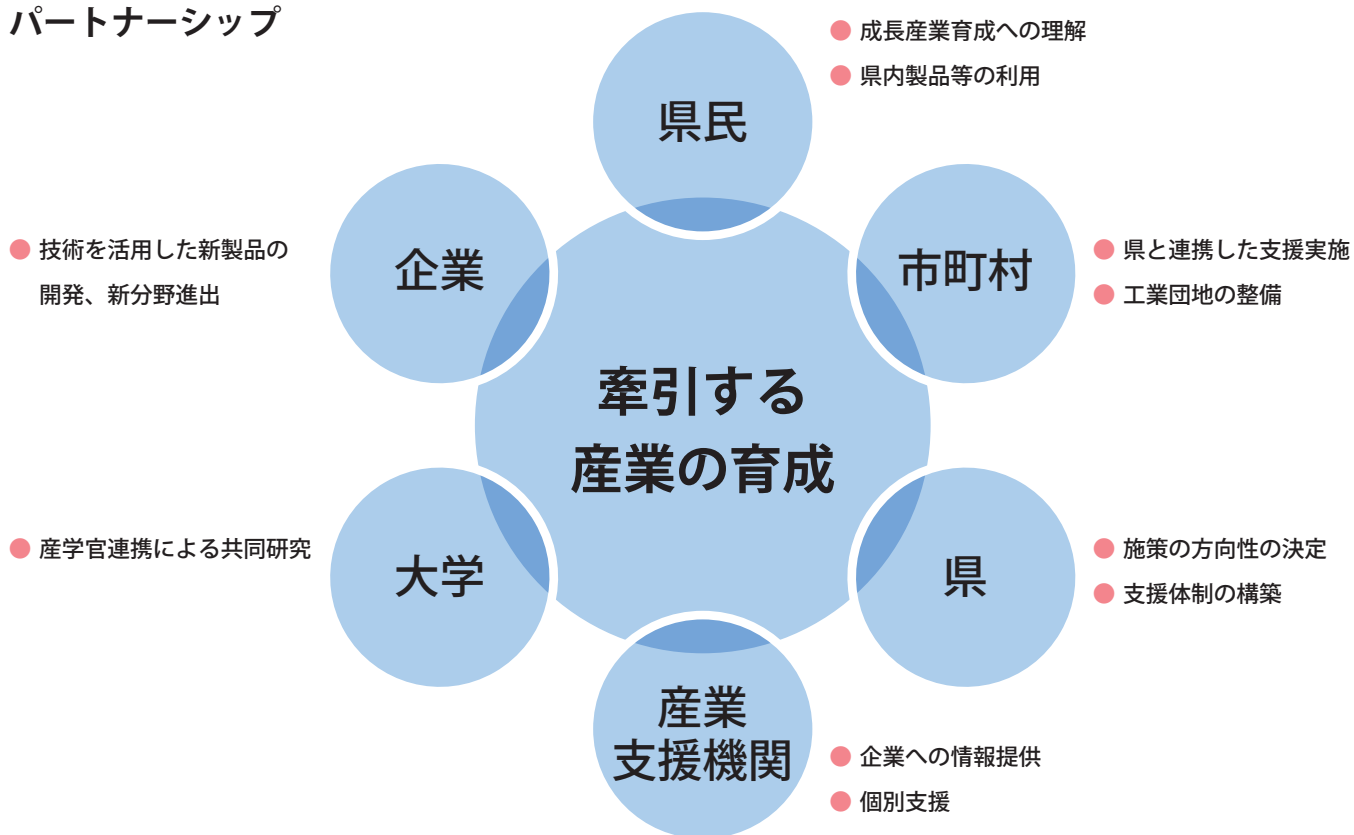 パートナーシップ
県民
成長産業育成への理解
県内製品等の利用
企業
技術を活用した新製品の
開発、新分野進出
市町村
県と連携した支援実施
工業団地の整備
牽引する
産業の育成
大学
産学官連携による共同研究
県
施策の方向性の決定
支援体制の構築
産業
支援機関
企業への情報提供
個別支援